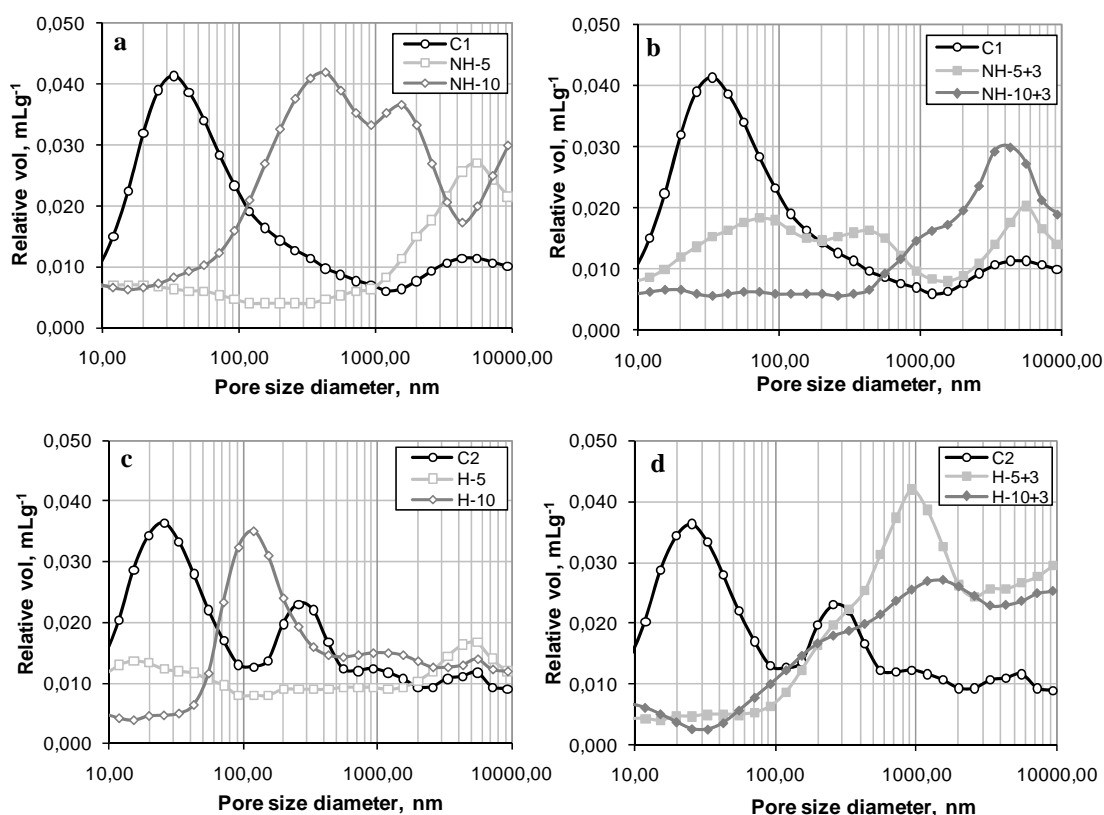 a
C1
NH-5
NH-10
Relative vol, mLg-1
0,050
0,040
0,030
0,020
0,010
0,000
10,00 100,00 1000,00 10000,00
Pore size diameter, nm
b
C1
NH-5+3
NH-10+3
Relative vol, mLg-1
0,050
0,040
0,030
0,020
0,010
0,000
10,00 100,00 1000,00 10000,00
Pore size diameter, nm
c
C2
H-5
H-10
Relative vol, mLg-1
0,050
0,040
0,030
0,020
0,010
0,000
10,00 100,00 1000,00 10000,00
Pore size diameter, nm
d
C2
H-5+3
H-10+3
Relative vol, mLg-1
0,050
0,040
0,030
0,020
0,010
0,000
10,00 100,00 1000,00 10000,00
Pore size diameter, nm